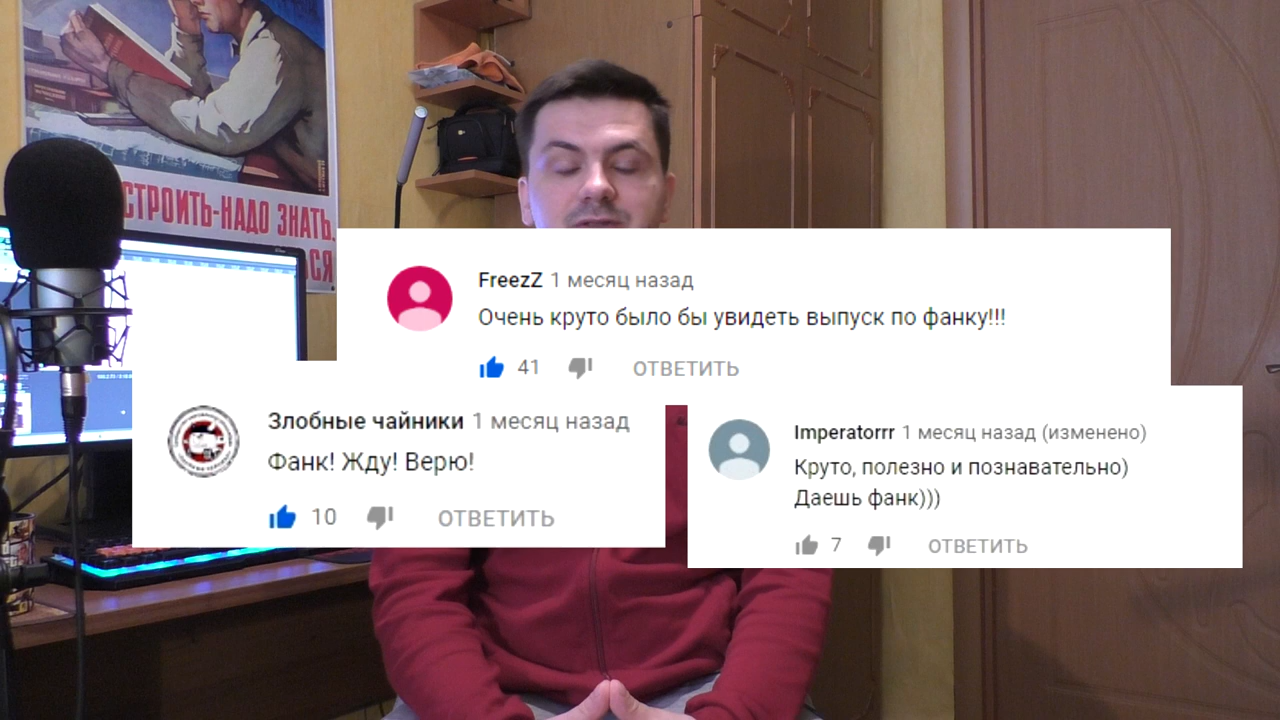 СТРОИТЬ-НАДО ЗНАТЬ.
СЯ
FreezZ 1 месяц назад
Очень круто было бы увидеть выпуск по фанку!!!
41 ОТВЕТИТЬ
Злобные чайники 1 месяц назад
Фанк! Жду! Верю!
10 ОТВЕТИТЬ
Imperatorrr 1 месяц назад (изменено)
Круто, полезно и познавательно)
Даешь фанк)))
7 ОТВЕТИТЬ